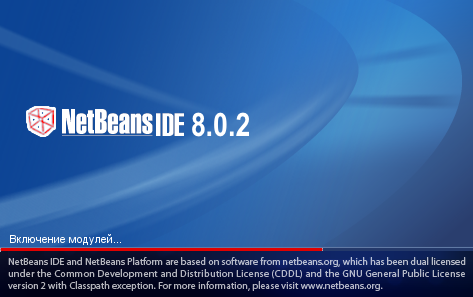 NetBeans IDE 8.0.2
Включение модулей...
NetBeans IDE and NetBeans Platform are based on software from netbeans.org, which has been dual licensed
under the Common Development and Distribution License (CDDL) and the GNU General Public License
version 2 with Classpath exception. For more information, please visit www.netbeans.org.